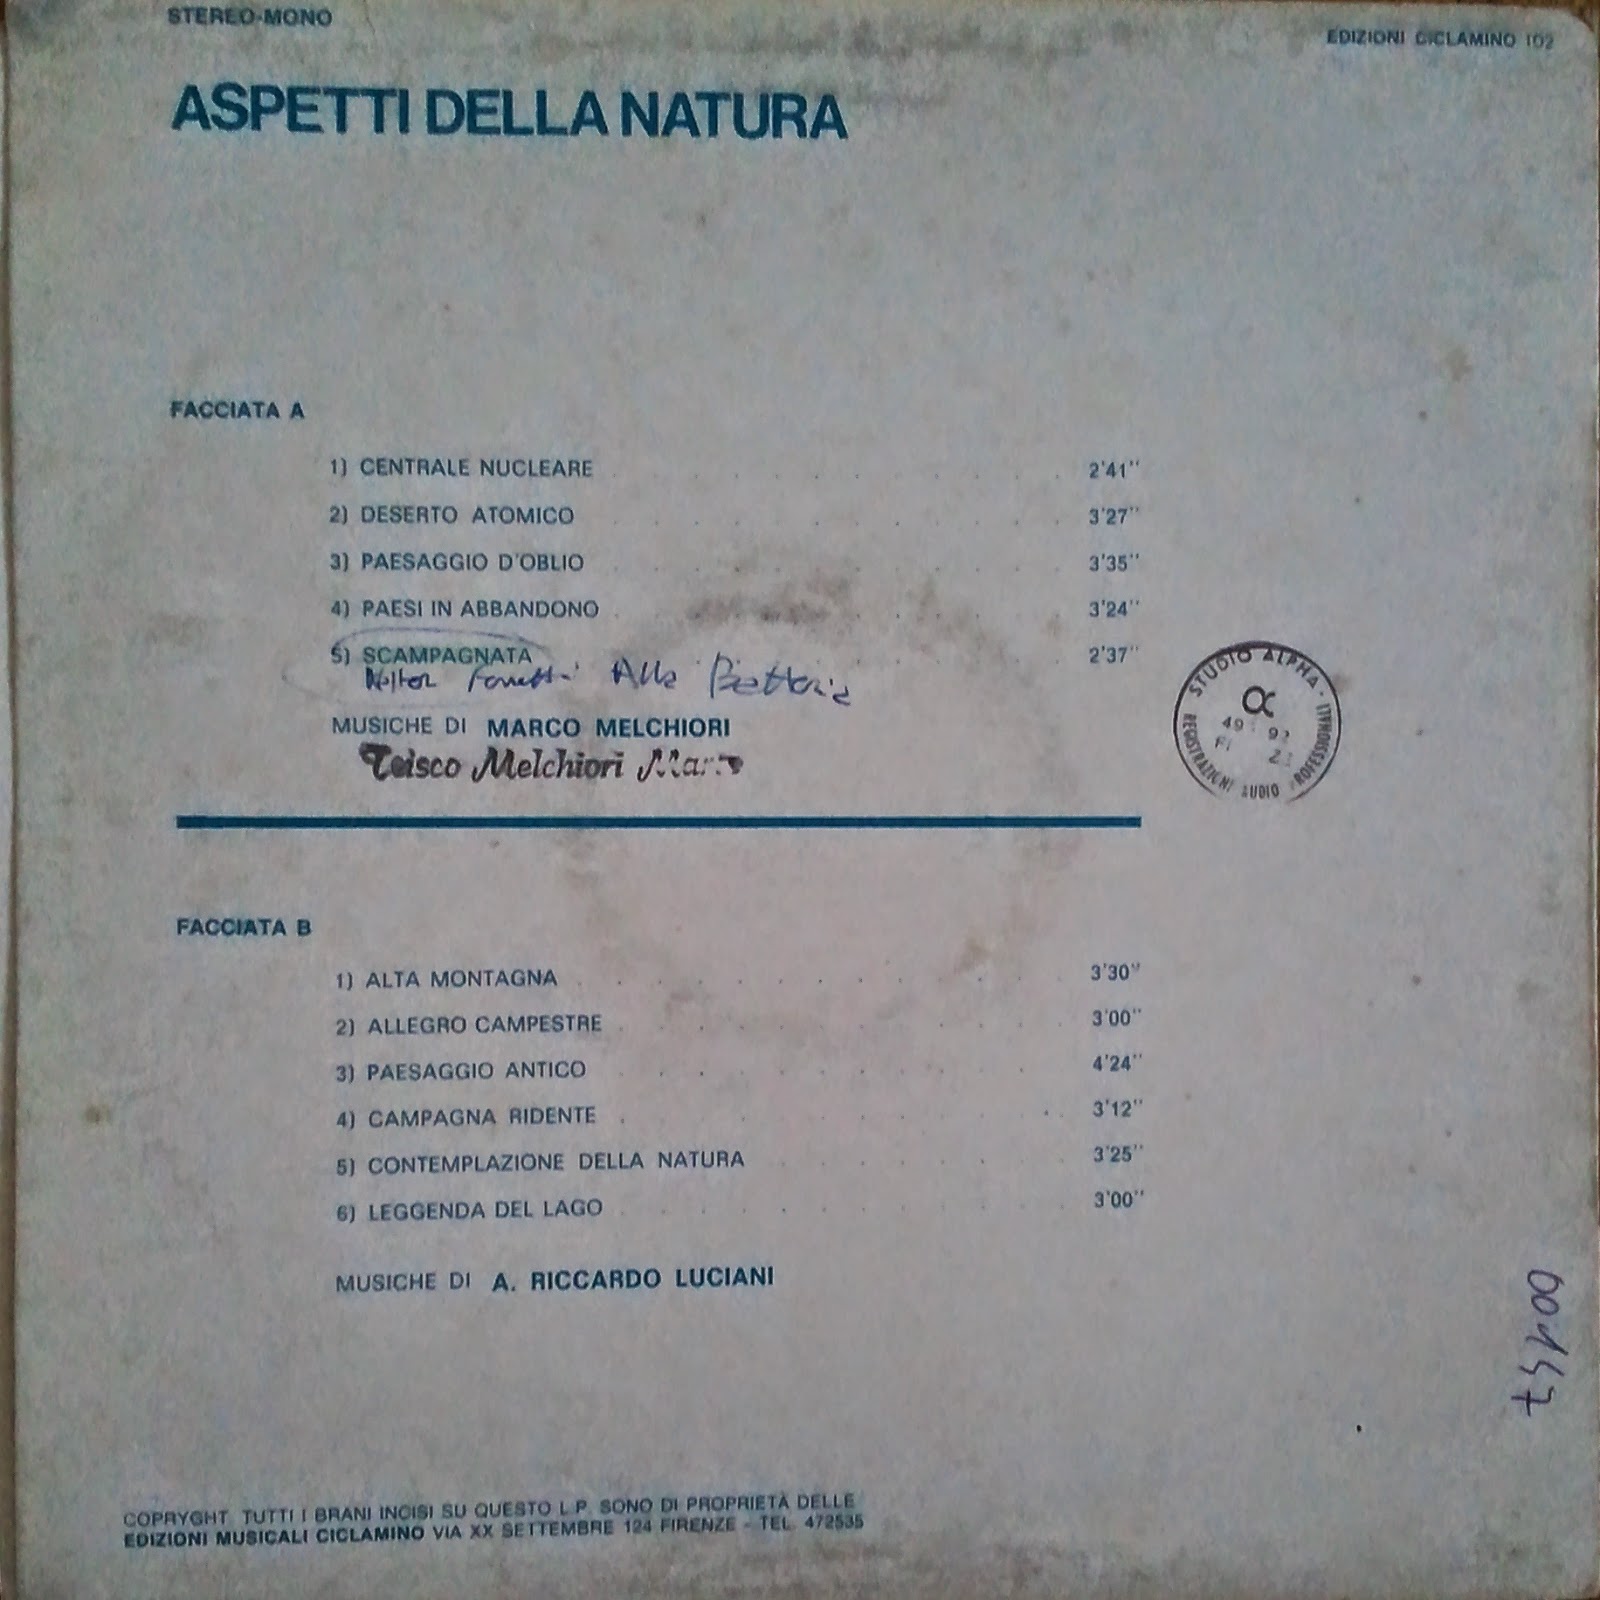 STEREO-MONO
EDIZIONI CICLAMINO 102
ASPETTI DELLA NATURA
FACCIATA A
1) CENTRALE NUCLEARE . . . . . . . . 2'41''
2) DESERTO ATOMICO . . . . . . . . 3'27''
3) PAESAGGIO D'OBLIO . . . . . . . . 3'35''
4) PAESI IN ABBANDONO . . . . . . . . 3'24''
5) SCAMPAGNATA . . . . . . . . 2'37''
Alla
MUSICHE DI MARCO MELCHIORI
Teisco Melchiori
STUDIO ALPHA · REGISTRAZIONI AUDIO PROFESSIONALI
α
FACCIATA B
1) ALTA MONTAGNA . . . . . . . . 3'30''
2) ALLEGRO CAMPESTRE . . . . . . . . 3'00''
3) PAESAGGIO ANTICO . . . . . . . . 4'24''
4) CAMPAGNA RIDENTE . . . . . . . . 3'12''
5) CONTEMPLAZIONE DELLA NATURA . . . . . . 3'25''
6) LEGGENDA DEL LAGO . . . . . . . . 3'00''
MUSICHE DI A. RICCARDO LUCIANI
00147
COPRYGHT TUTTI I BRANI INCISI SU QUESTO L.P. SONO DI PROPRIETÀ DELLE
EDIZIONI MUSICALI CICLAMINO VIA XX SETTEMBRE 124 FIRENZE - TEL. 472535